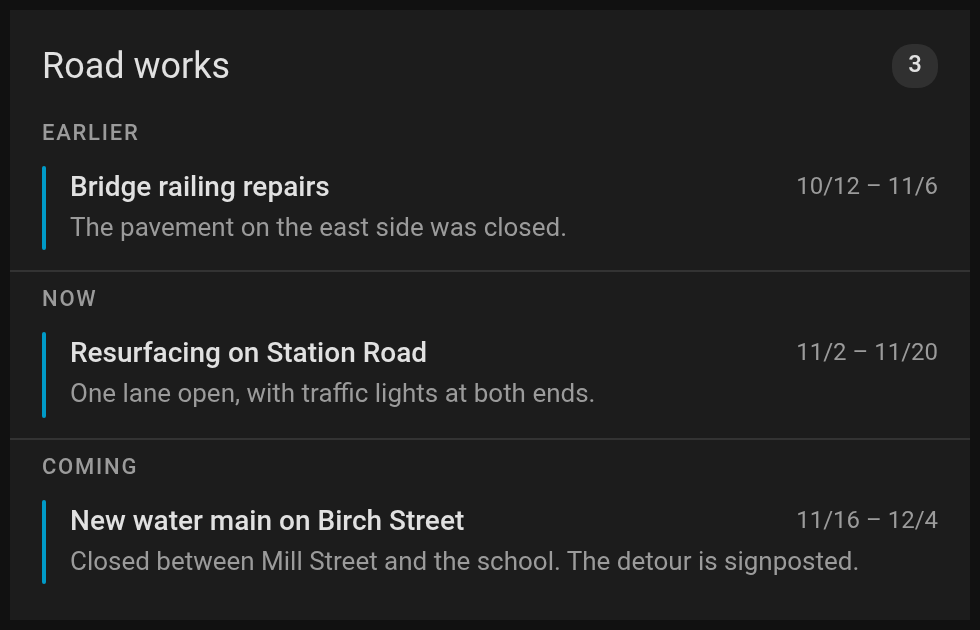 Road works
3
EARLIER
Bridge railing repairs
10/12 – 11/6
The pavement on the east side was closed.
NOW
Resurfacing on Station Road
11/2 – 11/20
One lane open, with traffic lights at both ends.
COMING
New water main on Birch Street
11/16 – 12/4
Closed between Mill Street and the school. The detour is signposted.